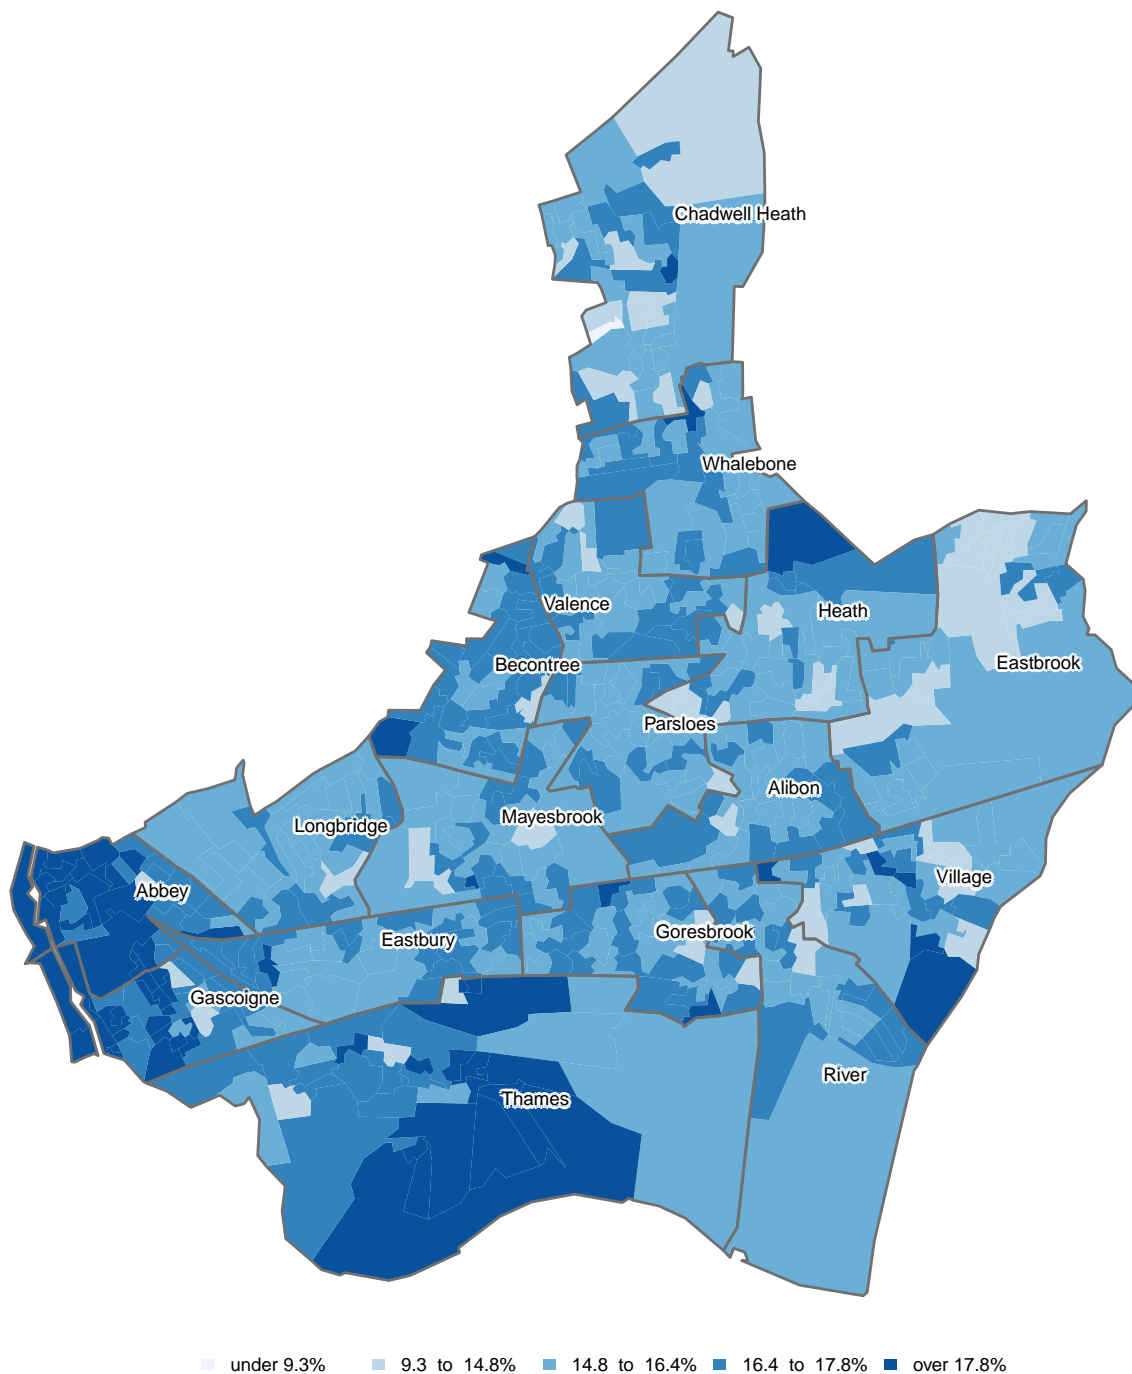 Chadwell Heath
Whalebone
Valence
Heath
Becontree
Eastbrook
Parsloes
Alibon
Mayesbrook
Longbridge
Village
Abbey
Goresbrook
Eastbury
Gascoigne
River
Thames
under 9.3% 9.3 to 14.8% 14.8 to 16.4% 16.4 to 17.8% over 17.8%